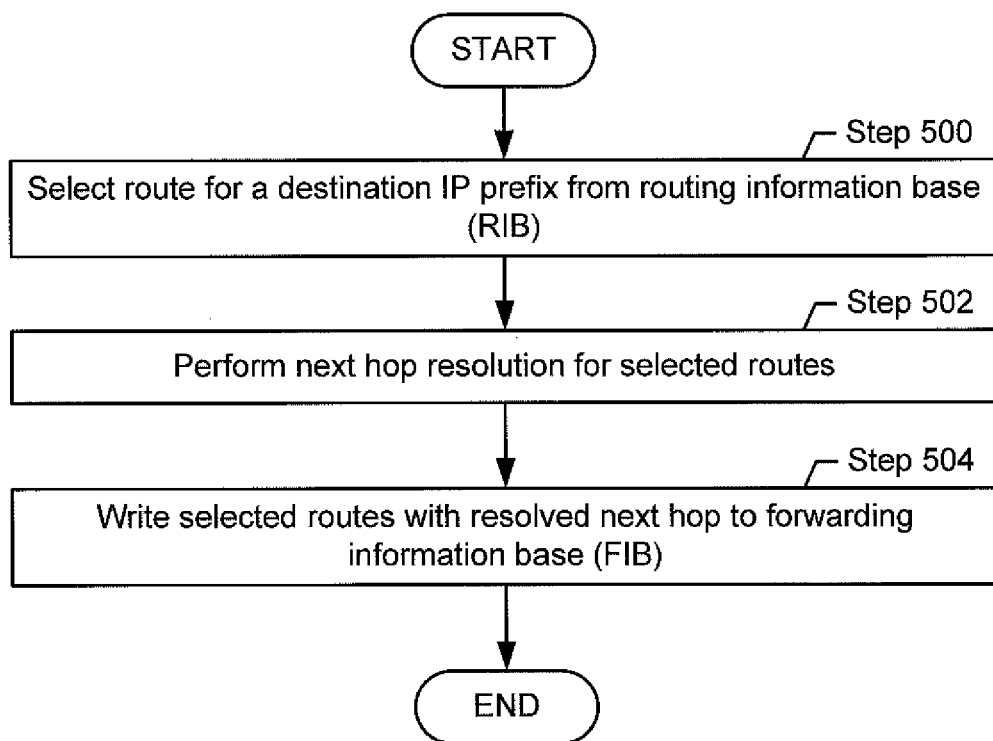 START
Step 500
Select route for a destination IP prefix from routing information base
(RIB)
Step 502
Perform next hop resolution for selected routes
Step 504
Write selected routes with resolved next hop to forwarding
information base (FIB)
END